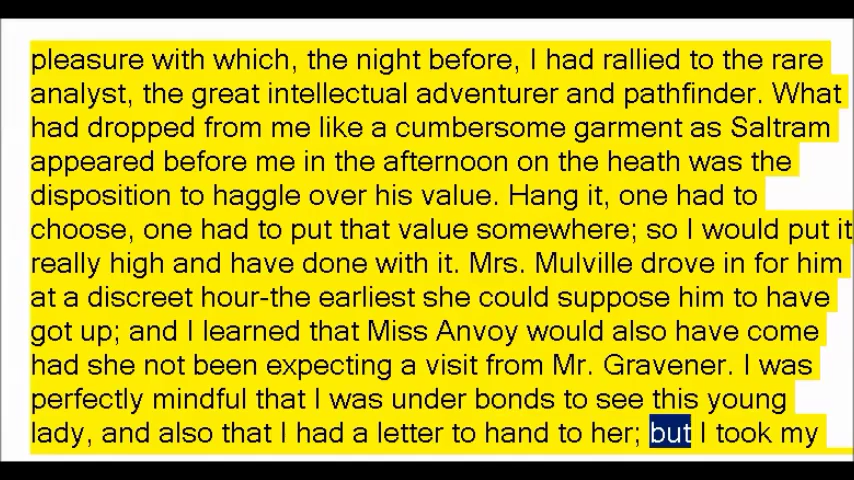 pleasure with which, the night before, I had rallied to the rare
analyst, the great intellectual adventurer and pathfinder. What
had dropped from me like a cumbersome garment as Saltram
appeared before me in the afternoon on the heath was the
disposition to haggle over his value. Hang it, one had to
choose, one had to put that value somewhere; so I would put it
really high and have done with it. Mrs. Mulville drove in for him
at a discreet hour-the earliest she could suppose him to have
got up; and I learned that Miss Anvoy would also have come
had she not been expecting a visit from Mr. Gravener. I was
perfectly mindful that I was under bonds to see this young
lady, and also that I had a letter to hand to her; but I took my